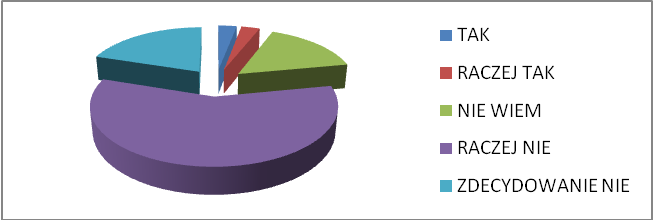 TAK
RACZEJ TAK
NIE WIEM
RACZEJ NIE
ZDECYDOWANIE NIE